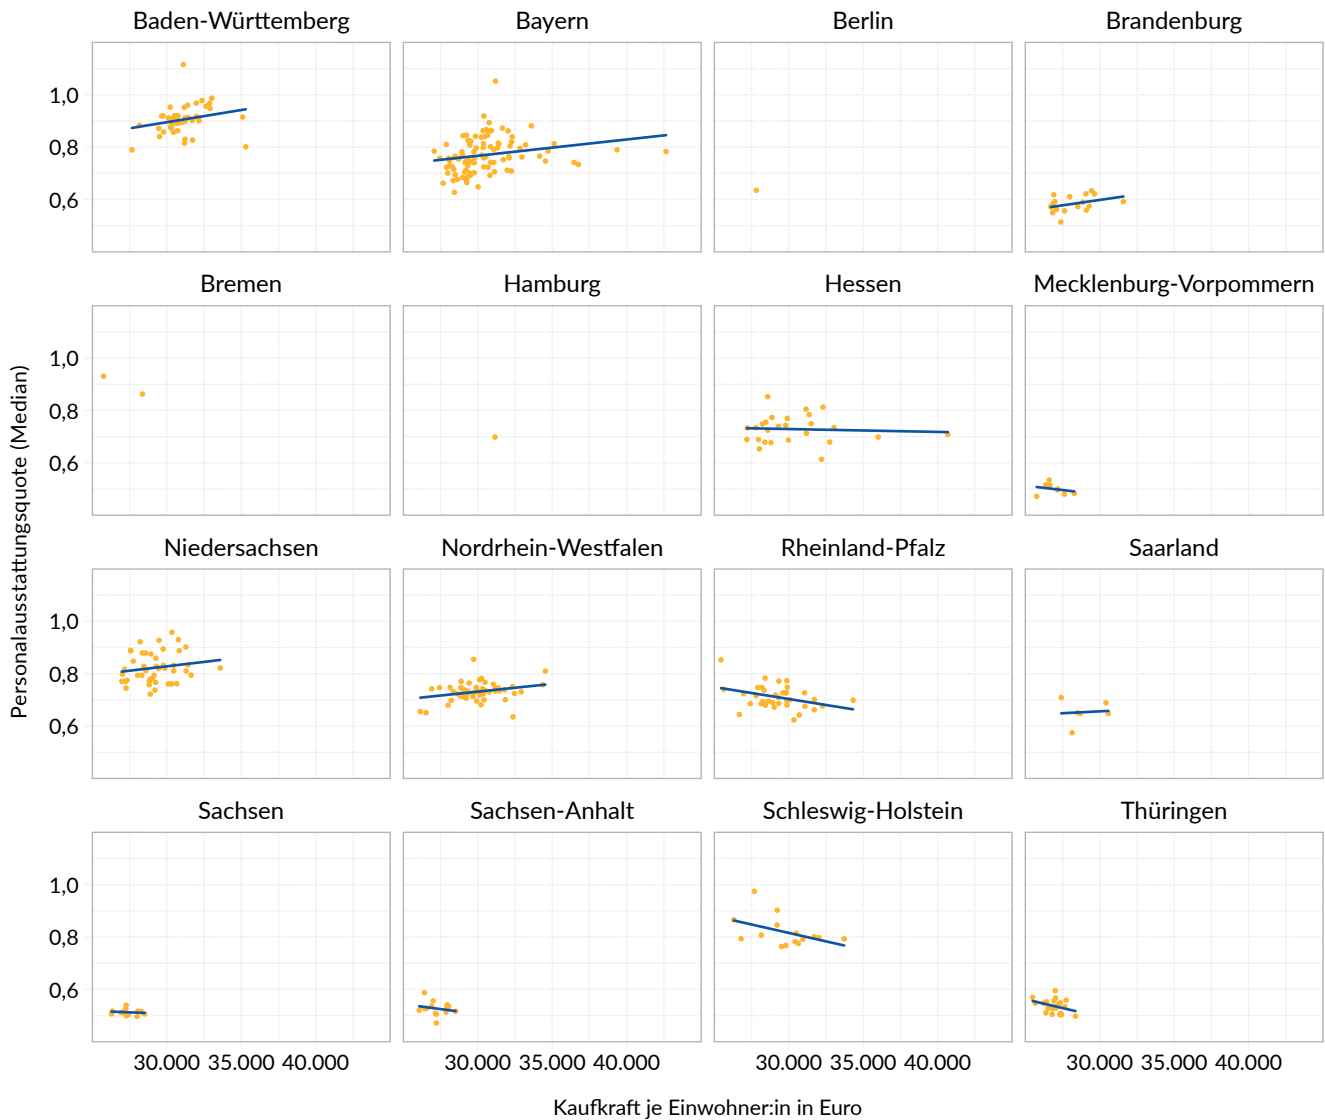 Baden-Württemberg
Bayern
Berlin
Brandenburg
1,0
0,8
0,6
Bremen
Hamburg
Hessen
Mecklenburg-Vorpommern
1,0
0,8
0,6
Personalausstattungsquote (Median)
Niedersachsen
Nordrhein-Westfalen
Rheinland-Pfalz
Saarland
1,0
0,8
0,6
Sachsen
Sachsen-Anhalt
Schleswig-Holstein
Thüringen
1,0
0,8
0,6
30.000 35.000 40.000
30.000 35.000 40.000
30.000 35.000 40.000
30.000 35.000 40.000
Kaufkraft je Einwohner:in in Euro